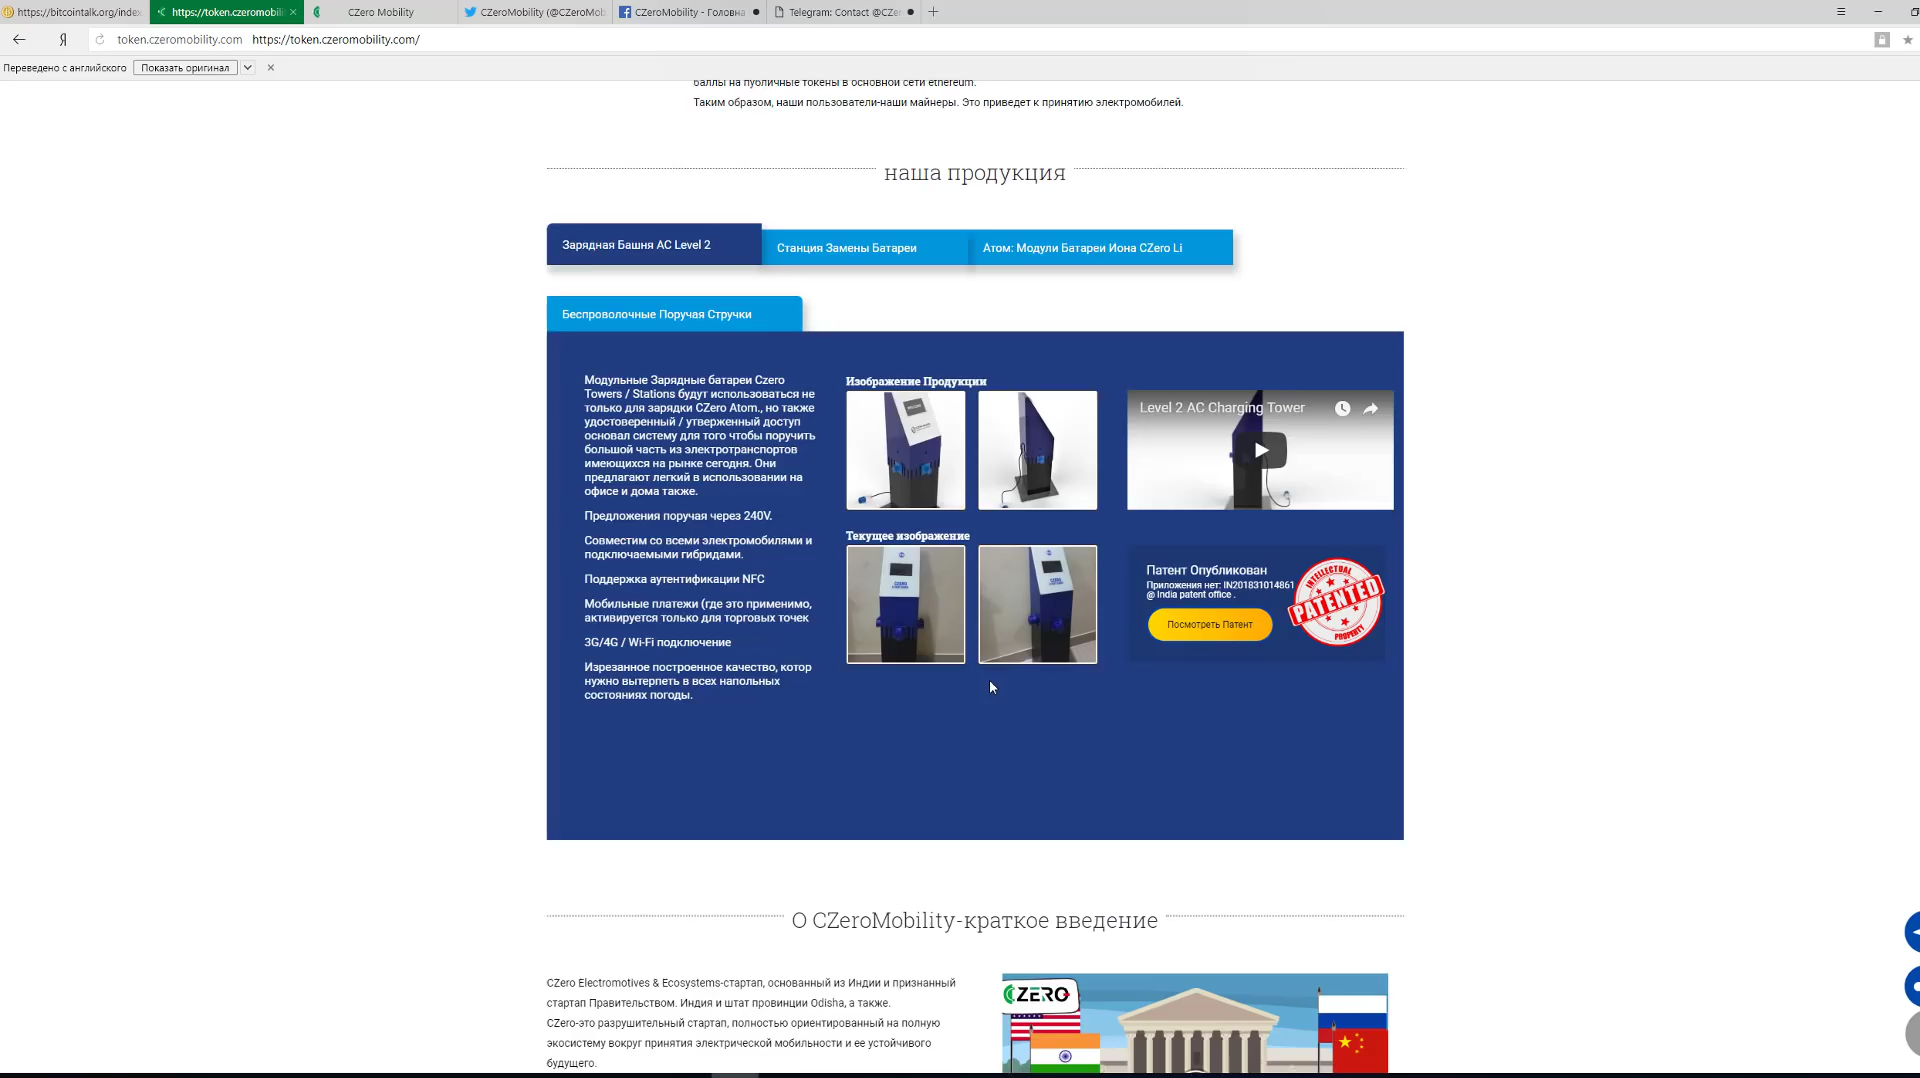 https://bitcointalk.org/index
https://token.czeromobili
CZero Mobility
CZeroMobility (@CZeroMob
CZeroMobility - Головна
Telegram: Contact @CZer
token.czeromobility.com https://token.czeromobility.com/
Переведено с английского Показать оригинал
баллы на публичные токены в основной сети ethereum.
Таким образом, наши пользователи-наши майнеры. Это приведет к принятию электромобилей.
наша продукция
Зарядная Башня AC Level 2
Станция Замены Батареи
Атом: Модули Батареи Иона CZero Li
Беспроволочные Поручая Стручки
Модульные Зарядные батареи Czero
Towers / Stations будут использоваться не
только для зарядки CZero Atom., но также
удостоверенный / утверженный доступ
основал систему для того чтобы поручить
большой часть из электротранспортов
имеющихся на рынке сегодня. Они
предлагают легкий в использовании на
офисе и дома также.
Предложения поручая через 240V.
Совместим со всеми электромобилями и
подключаемыми гибридами.
Поддержка аутентификации NFC
Мобильные платежи (где это применимо,
активируется только для торговых точек
3G/4G / Wi-Fi подключение
Изрезанное построенное качество, котор
нужно вытерпеть в всех напольных
состояниях погоды.
Изображение Продукции
Текущее изображение
Level 2 AC Charging Tower
Патент Опубликован
Приложения нет: IN201831014861
@ India patent office .
Посмотреть Патент
INTELLECTUAL
PATENTED
PROPERTY
О CZeroMobility-краткое введение
CZero Electromotives & Ecosystems-стартап, основанный из Индии и признанный
стартап Правительством. Индия и штат провинции Odisha, а также.
CZero-это разрушительный стартап, полностью ориентированный на полную
экосистему вокруг принятия электрической мобильности и ее устойчивого
будущего.
CZERO